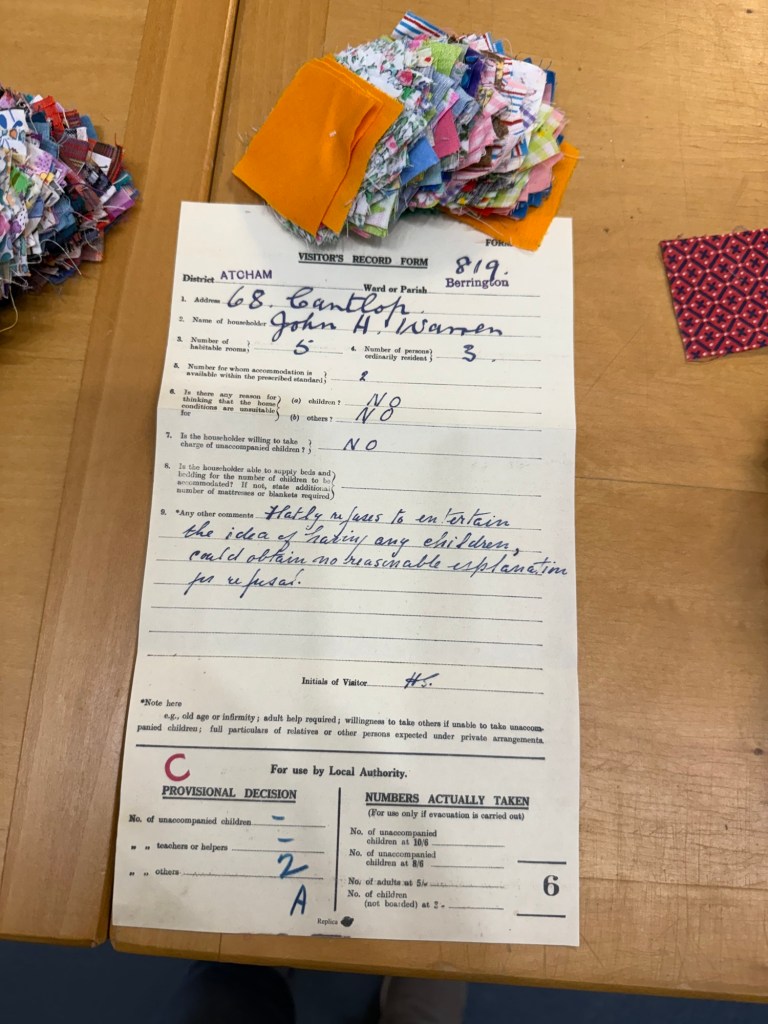 FORM
VISITOR'S RECORD FORM
819.
District ATCHAM Ward or Parish Berrington
1. Address 68. Cantlop.
2. Name of householder John H. Warren
3. Number of habitable rooms } 5 4. Number of persons ordinarily resident } 3.
5. Number for whom accommodation is available within the prescribed standard } 2
6. Is there any reason for thinking that the home conditions are unsuitable for { (a) children? NO
(b) others? NO
7. Is the householder willing to take charge of unaccompanied children? } NO
8. Is the householder able to supply beds and
bedding for the number of children to be
accommodated? If not, state additional
number of mattresses or blankets required
9. *Any other comments Flatly refuses to entertain
the idea of having any children,
could obtain no reasonable explanation
for refusal.
Initials of Visitor HS.
*Note here
e.g., old age or infirmity; adult help required; willingness to take others if unable to take unaccom-
panied children; full particulars of relatives or other persons expected under private arrangements.
C
For use by Local Authority.
PROVISIONAL DECISION
No. of unaccompanied children -
„ „ teachers or helpers -
„ „ others 2
A
NUMBERS ACTUALLY TAKEN
(For use only if evacuation is carried out)
No. of unaccompanied
children at 10/6
No. of unaccompanied
children at 8/6
No. of adults at 5/-
No. of children
(not boarded) at 3 -
6
Replica